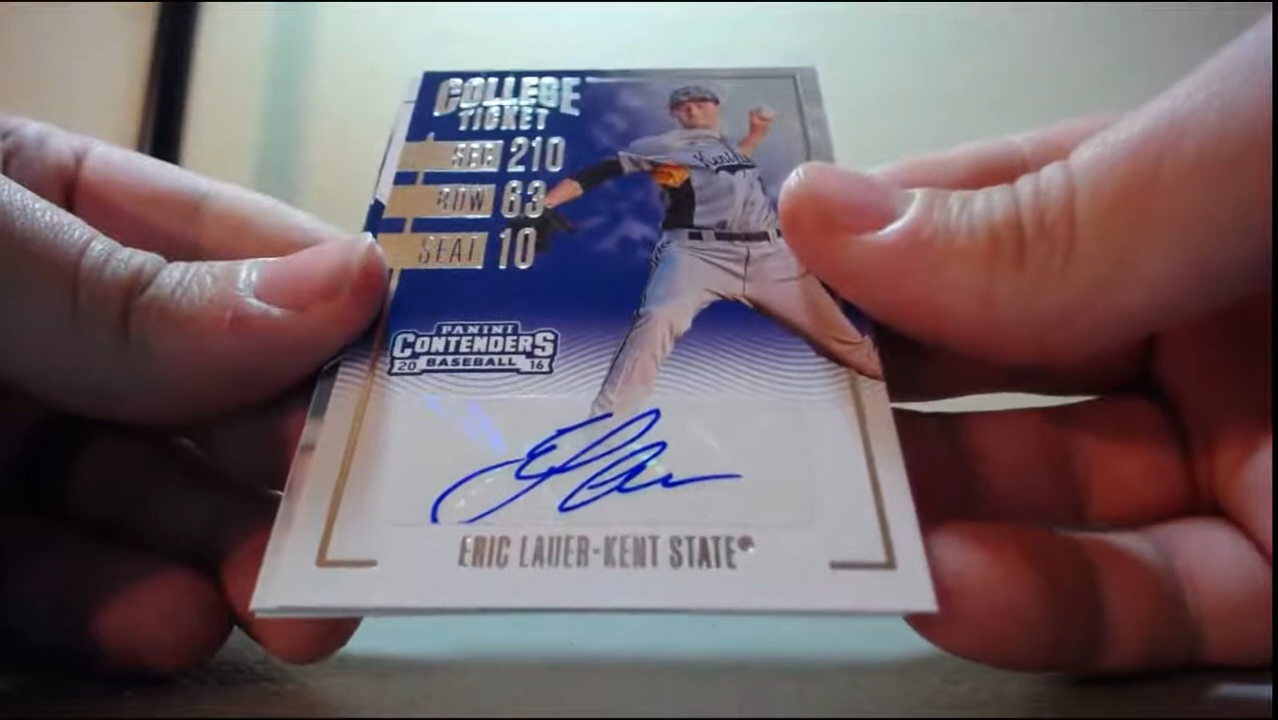 COLLEGE
TICKET
SEC 210
ROW 63
SEAT 10
PANINI
CONTENDERS
20 BASEBALL 16
ERIC LAUER-KENT STATE